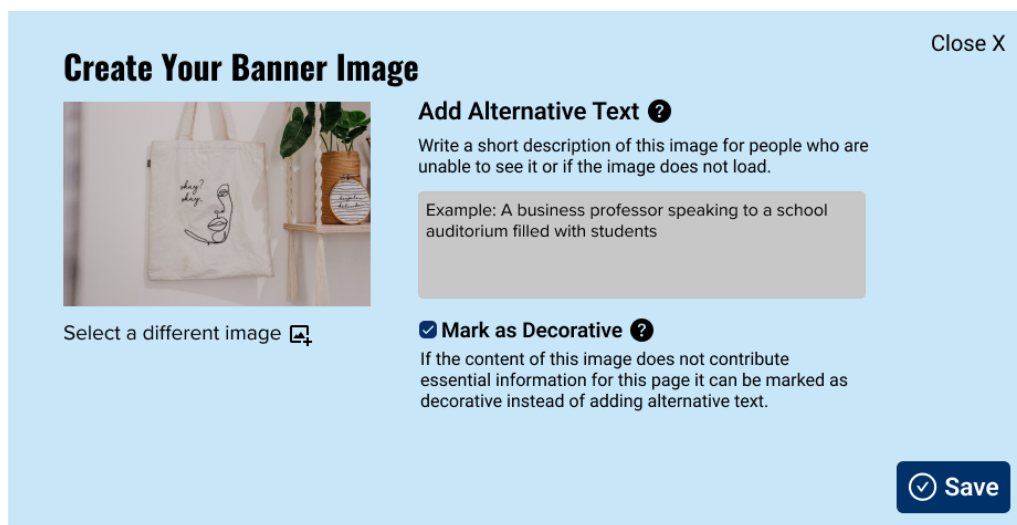 Close X
Create Your Banner Image
okay?
okay.
Select a different image
Add Alternative Text ?
Write a short description of this image for people who are
unable to see it or if the image does not load.
Example: A business professor speaking to a school
auditorium filled with students
Mark as Decorative ?
If the content of this image does not contribute
essential information for this page it can be marked as
decorative instead of adding alternative text.
Save